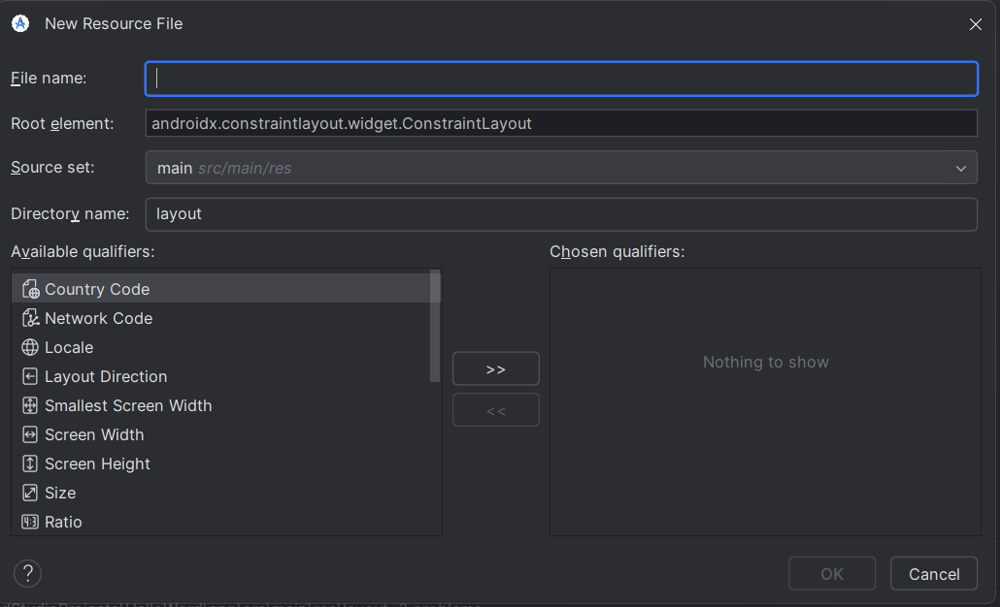 New Resource File
File name:
Root element: androidx.constraintlayout.widget.ConstraintLayout
Source set: main src/main/res
Directory name: layout
Available qualifiers:
Chosen qualifiers:
Country Code
Network Code
Locale
Layout Direction
Smallest Screen Width
Screen Width
Screen Height
Size
Ratio
>>
<<
Nothing to show
?
OK
Cancel